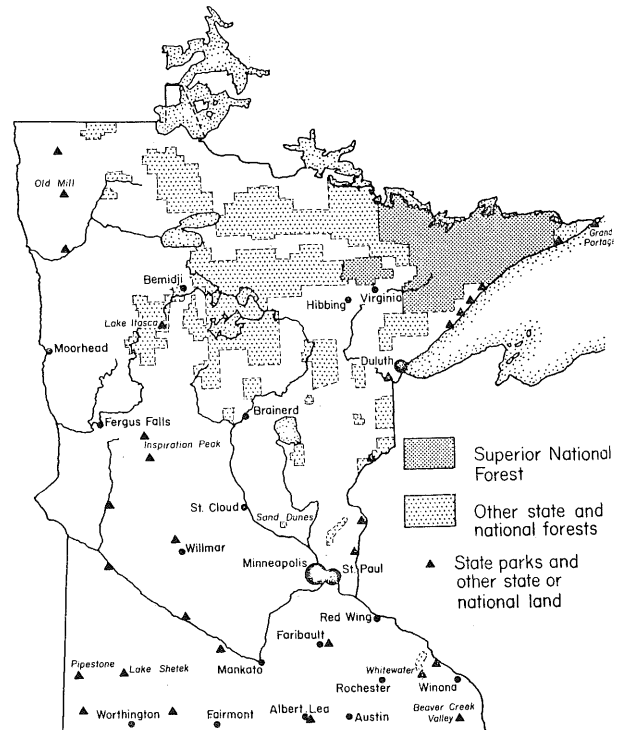 Old Mill
Grand
Portage
Bemidji
Hibbing
Virginia
Lake Itasca
Moorhead
Duluth
Fergus Falls
Brainerd
Inspiration Peak
Superior National
Forest
St. Cloud
Sand Dunes
Other state and
national forests
Willmar
Minneapolis
St. Paul
State parks and
other state or
national land
Red Wing
Faribault
Pipestone
Lake Shetek
Mankato
Whitewater
Rochester
Winona
Worthington
Fairmont
Albert Lea
Austin
Beaver Creek
Valley